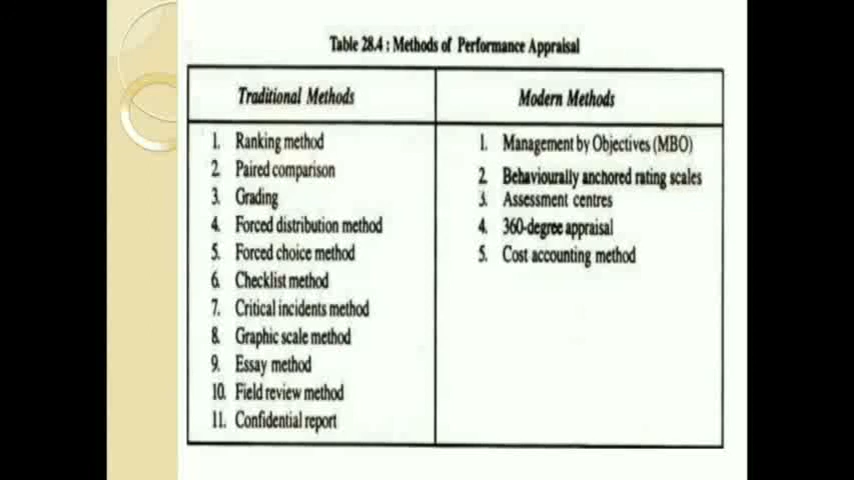 Table 28.4 : Methods of Performance Appraisal
Traditional Methods
1. Ranking method
2. Paired comparison
3. Grading
4. Forced distribution method
5. Forced choice method
6. Checklist method
7. Critical incidents method
8. Graphic scale method
9. Essay method
10. Field review method
11. Confidential report
Modern Methods
1. Management by Objectives (MBO)
2. Behaviourally anchored rating scales
3. Assessment centres
4. 360-degree appraisal
5. Cost accounting method